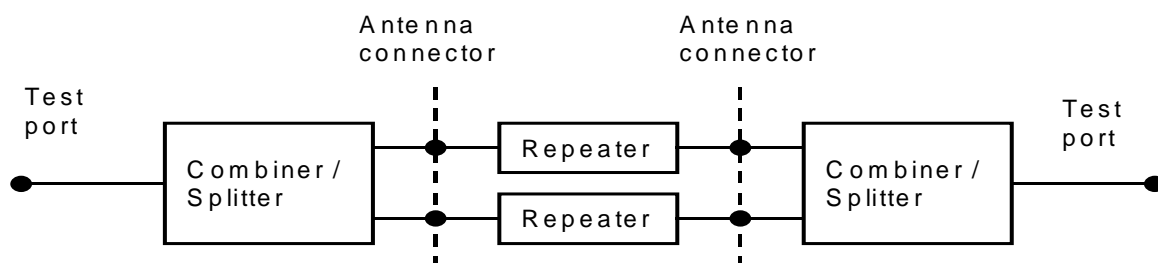 Antenna
connector
Antenna
connector
Test
port
Test
port
Combiner/
Splitter
Repeater
Repeater
Combiner/
Splitter